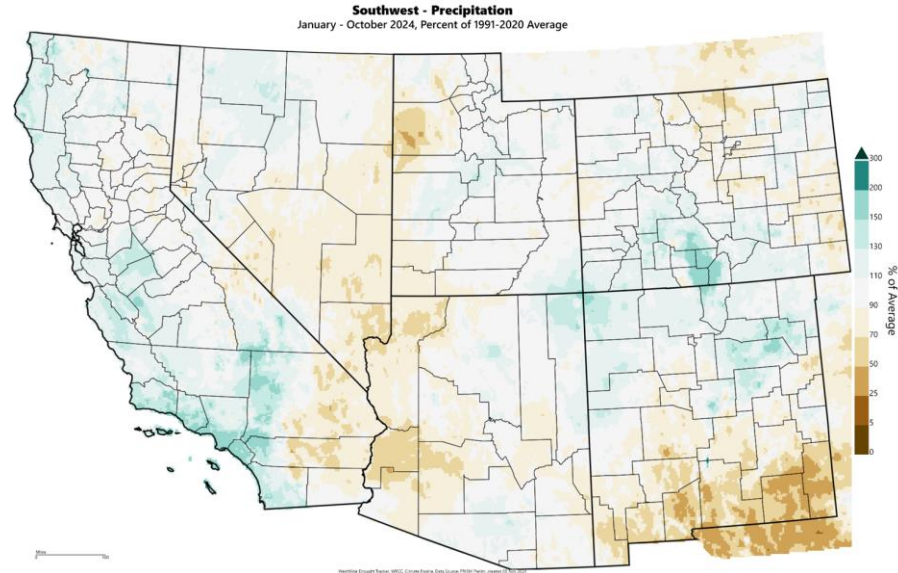 Southwest - Precipitation
January - October 2024, Percent of 1991-2020 Average
300
200
150
130
110
90
70
50
25
5
0
% of Average
Miles